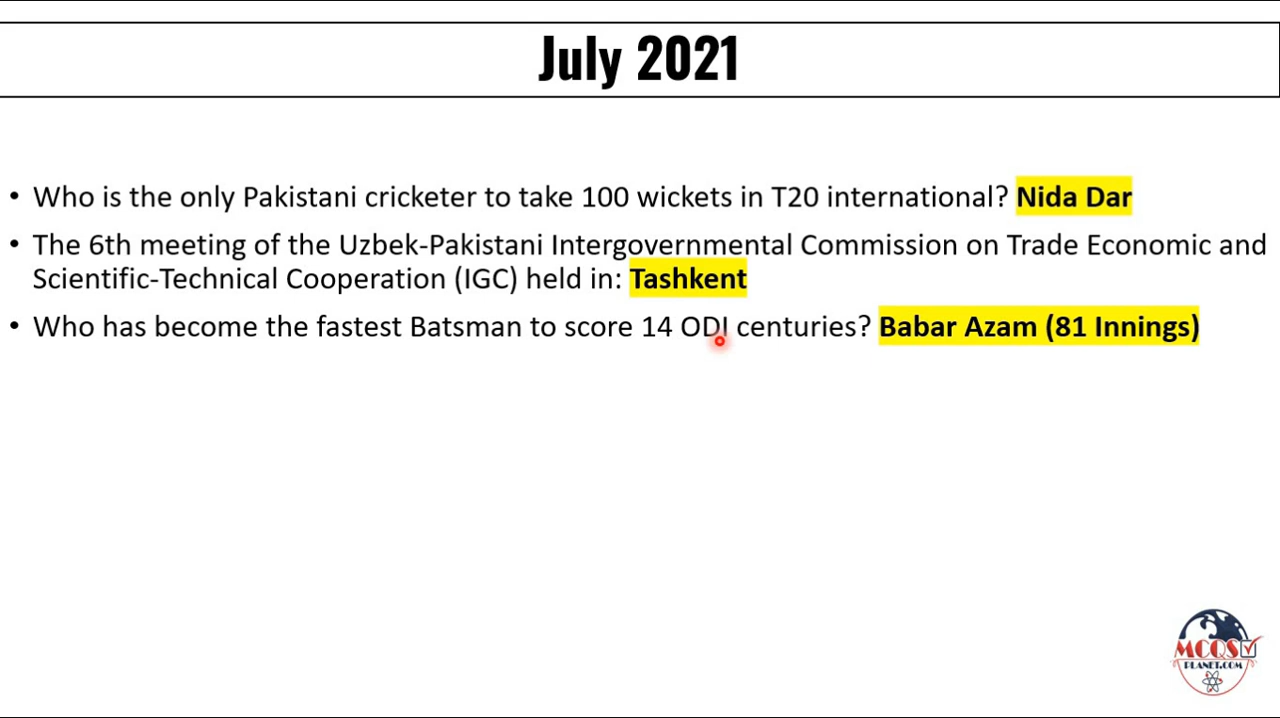 July 2021
• Who is the only Pakistani cricketer to take 100 wickets in T20 international? Nida Dar
• The 6th meeting of the Uzbek-Pakistani Intergovernmental Commission on Trade Economic and
Scientific-Technical Cooperation (IGC) held in: Tashkent
• Who has become the fastest Batsman to score 14 ODI centuries? Babar Azam (81 Innings)
MCQS
PLANET.COM